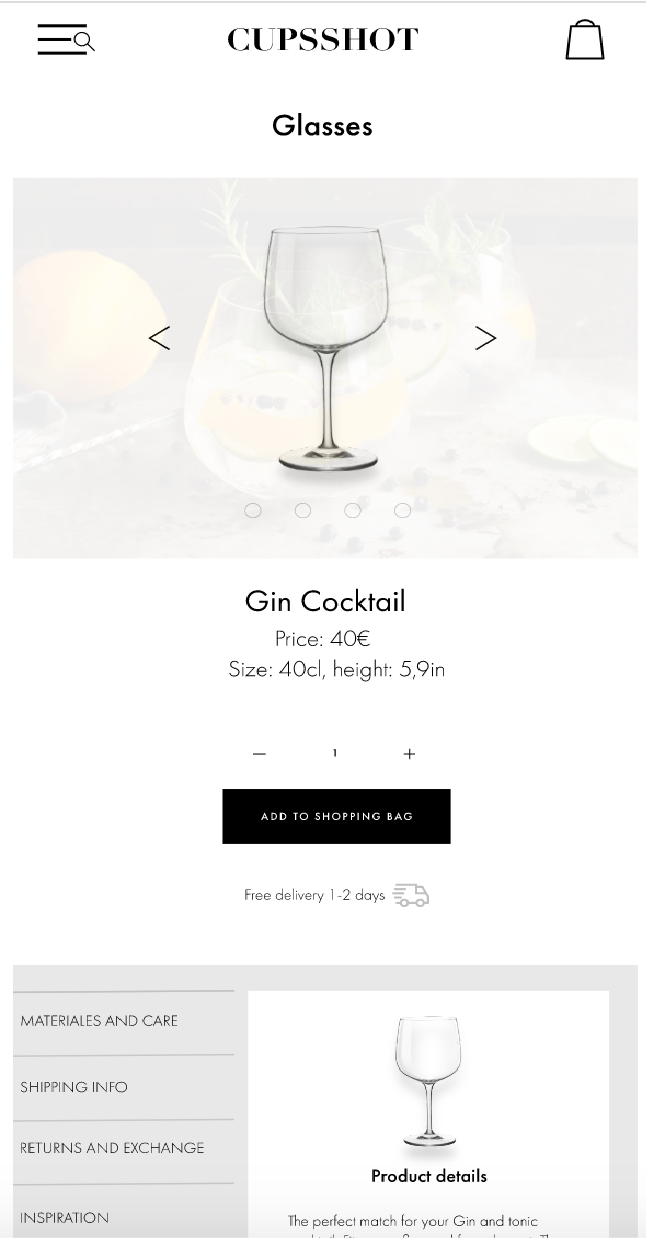 CUPSSHOT
Glasses
< >
Gin Cocktail
Price: 40€
Size: 40cl, height: 5,9in
— 1 +
ADD TO SHOPPING BAG
Free delivery 1-2 days
MATERIALES AND CARE
SHIPPING INFO
RETURNS AND EXCHANGE
INSPIRATION
Product details
The perfect match for your Gin and tonic